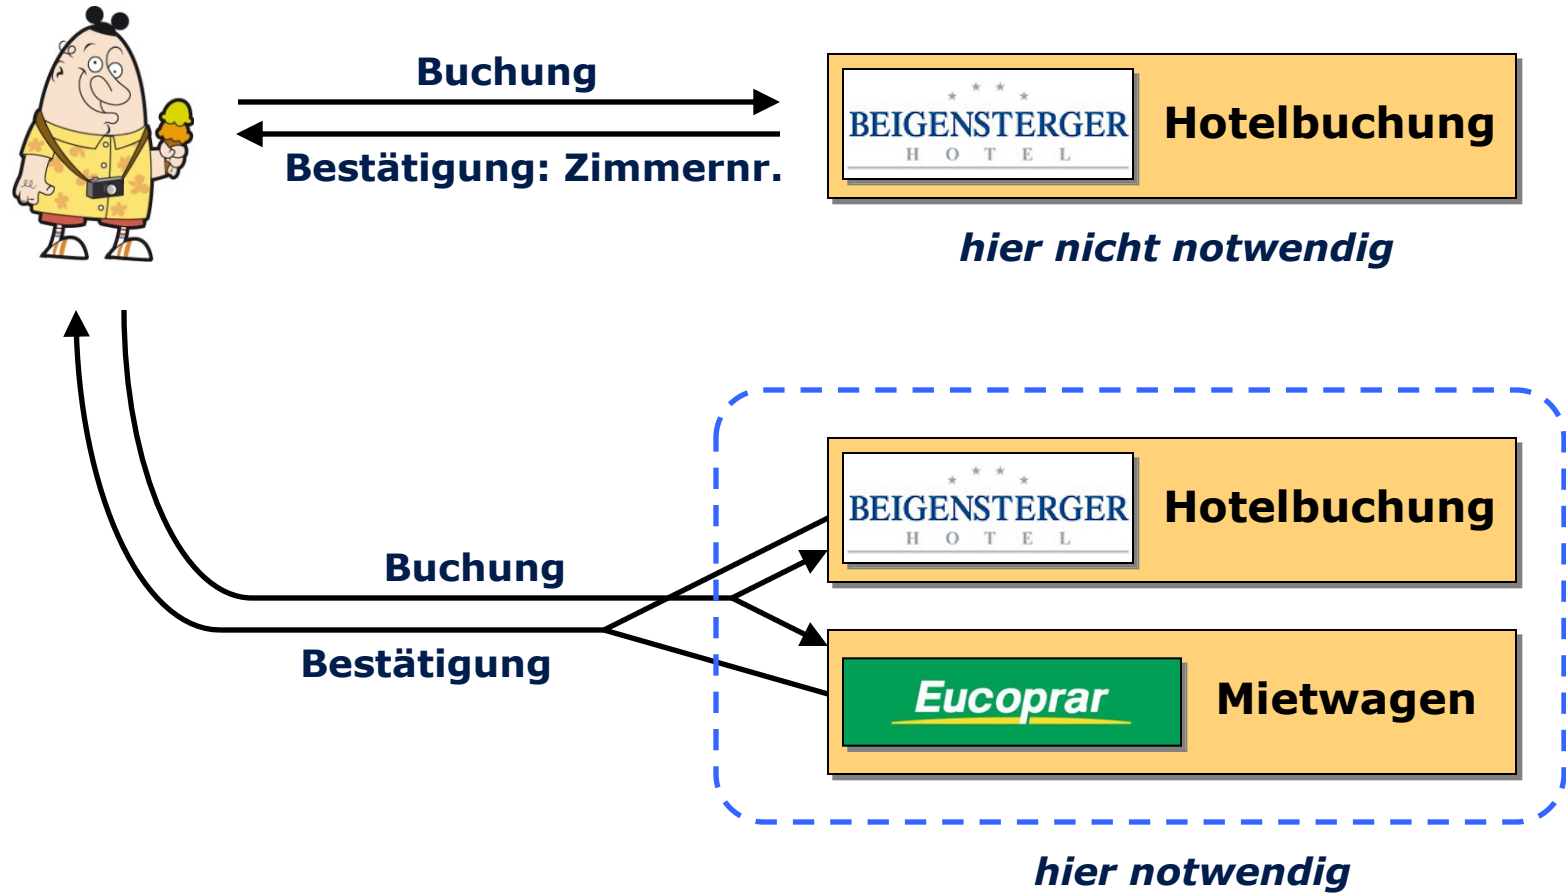 Buchung
Bestätigung: Zimmernr.
BEIGENSTERGER
HOTEL
Hotelbuchung
hier nicht notwendig
Buchung
Bestätigung
BEIGENSTERGER
HOTEL
Hotelbuchung
Eucoprar
Mietwagen
hier notwendig